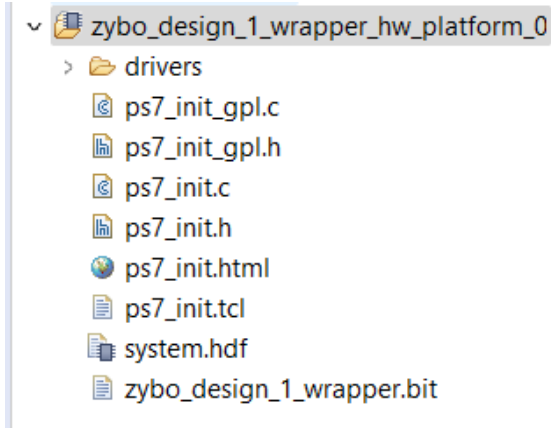 zybo_design_1_wrapper_hw_platform_0
drivers
ps7_init_gpl.c
ps7_init_gpl.h
ps7_init.c
ps7_init.h
ps7_init.html
ps7_init.tcl
system.hdf
zybo_design_1_wrapper.bit